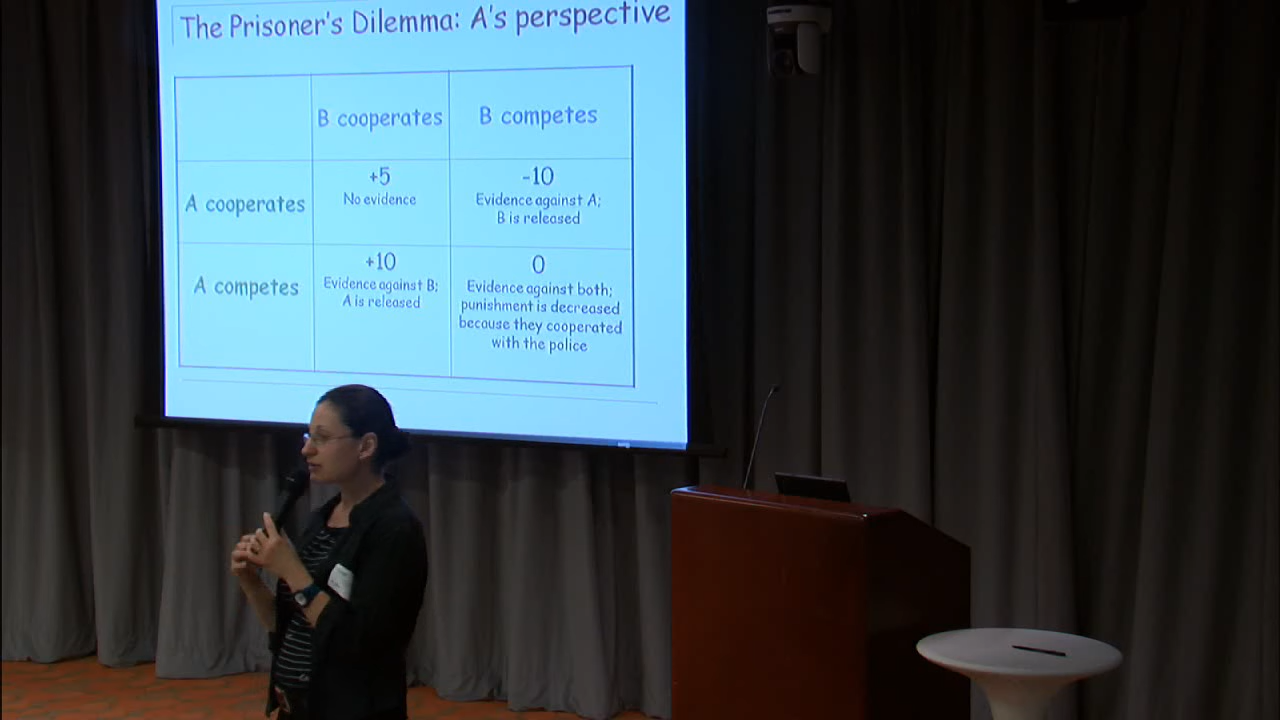 The Prisoner's Dilemma: A's perspective
B cooperates
B competes
A cooperates
+5
No evidence
-10
Evidence against A;
B is released
A competes
+10
Evidence against B;
A is released
0
Evidence against both;
punishment is decreased
because they cooperated
with the police